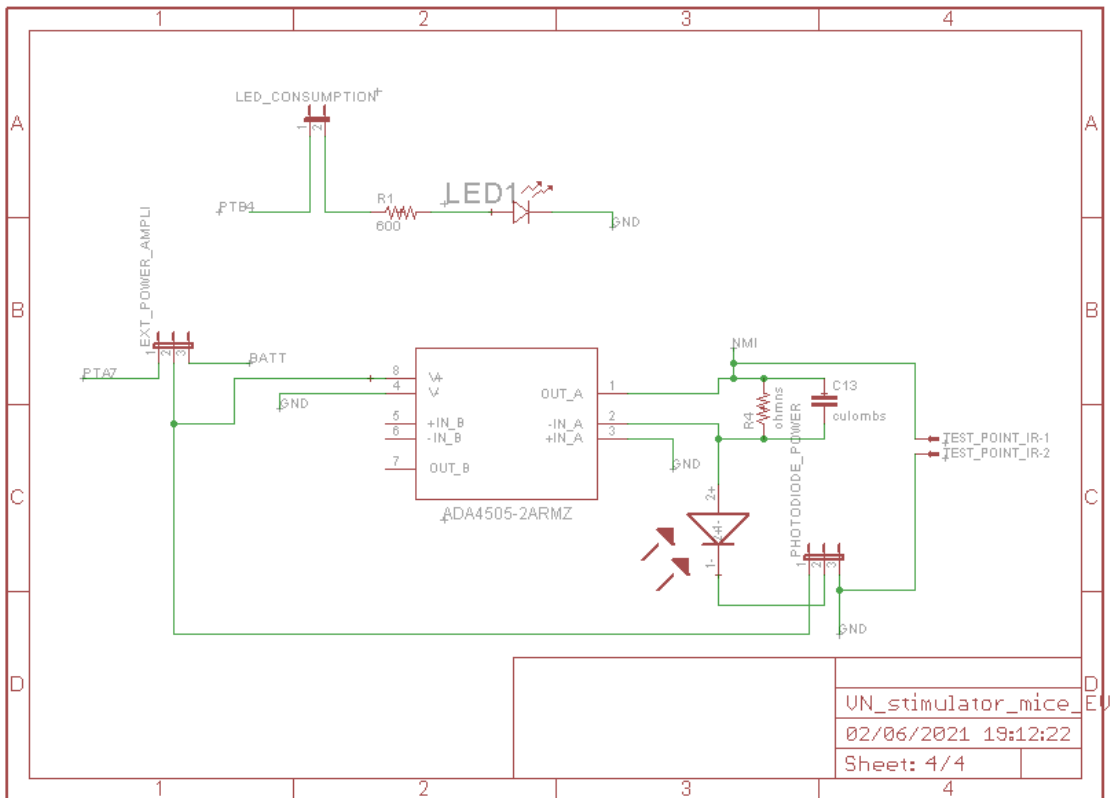 1 2 3 4
A A
LED_CONSUMPTION
1 2
PTB4
R1
600
LED1
GND
B B
EXT_POWER_AMPLI
1 2 3
PTA7
BATT
8 V+
4 V-
GND
5 +IN_B
6 -IN_B
7 OUT_B
OUT_A 1
-IN_A 2
+IN_A 3
GND
ADA4505-2ARMZ
NMI
R4
ohmns
C13
culombs
TEST_POINT_IR-1
TEST_POINT_IR-2
C C
2+
1-
PHOTODIODE_POWER
1 2 3
GND
D D
VN_stimulator_mice_EU
02/06/2021 19:12:22
Sheet: 4/4
1 2 3 4